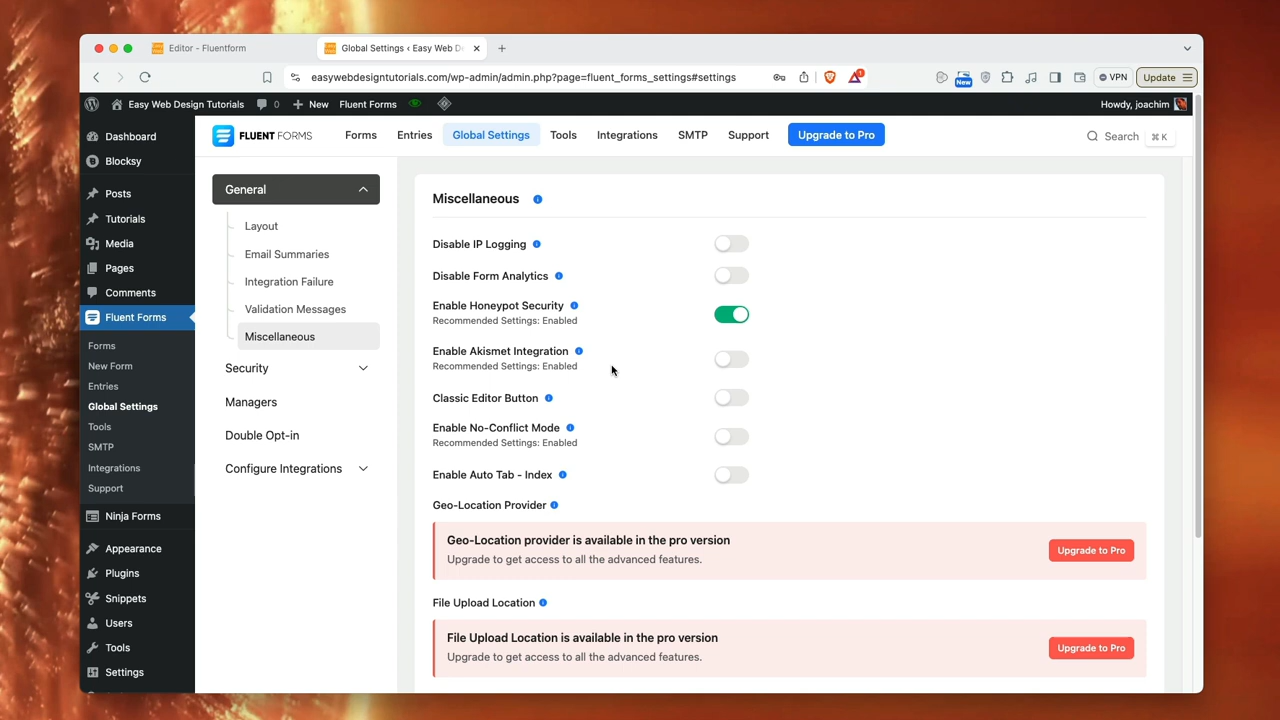 Editor - Fluentform
Global Settings ‹ Easy Web D
easywebdesigntutorials.com/wp-admin/admin.php?page=fluent_forms_settings#settings
1
New
VPN
Update
Easy Web Design Tutorials
0
New
Fluent Forms
Howdy, joachim
Dashboard
Blocksy
Posts
Tutorials
Media
Pages
Comments
Fluent Forms
Forms
New Form
Entries
Global Settings
Tools
SMTP
Integrations
Support
Ninja Forms
Appearance
Plugins
Snippets
Users
Tools
Settings
FLUENT FORMS
Forms
Entries
Global Settings
Tools
Integrations
SMTP
Support
Upgrade to Pro
Search
⌘ K
General
Layout
Email Summaries
Integration Failure
Validation Messages
Miscellaneous
Security
Managers
Double Opt-in
Configure Integrations
Miscellaneous
Disable IP Logging
Disable Form Analytics
Enable Honeypot Security
Recommended Settings: Enabled
Enable Akismet Integration
Recommended Settings: Enabled
Classic Editor Button
Enable No-Conflict Mode
Recommended Settings: Enabled
Enable Auto Tab - Index
Geo-Location Provider
Geo-Location provider is available in the pro version
Upgrade to get access to all the advanced features.
Upgrade to Pro
File Upload Location
File Upload Location is available in the pro version
Upgrade to get access to all the advanced features.
Upgrade to Pro